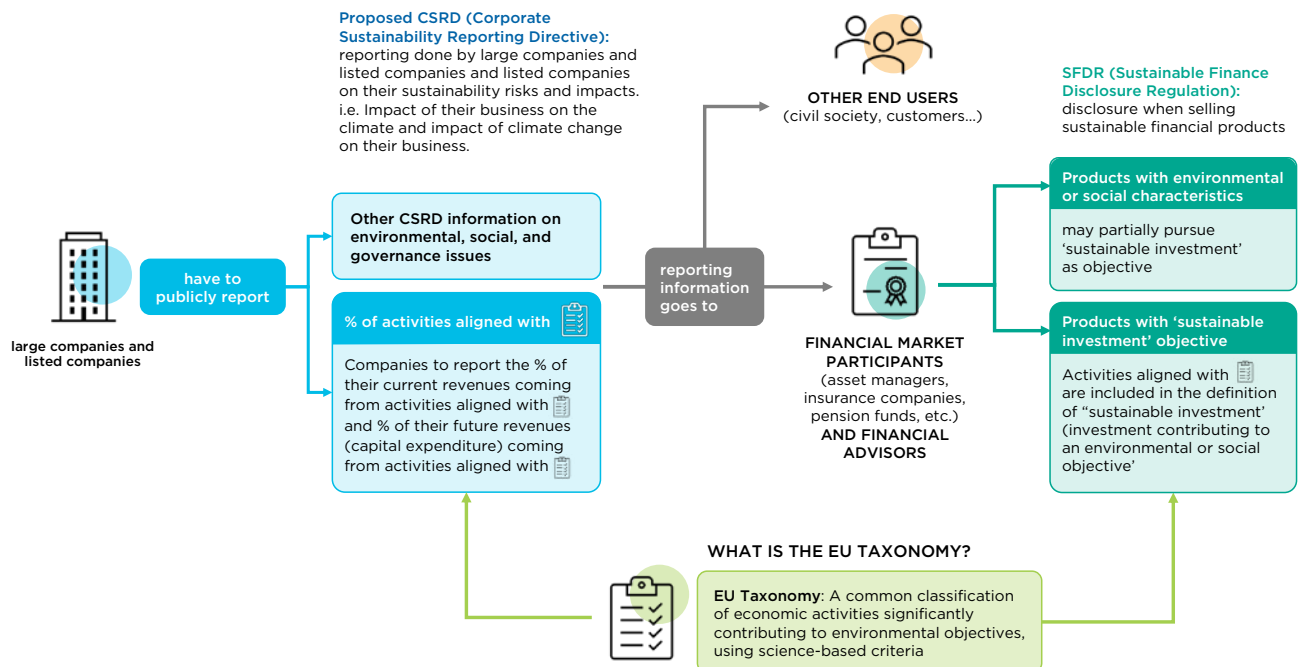 Proposed CSRD (Corporate
Sustainability Reporting Directive):
reporting done by large companies and
listed companies and listed companies
on their sustainability risks and impacts.
i.e. Impact of their business on the
climate and impact of climate change
on their business.
OTHER END USERS
(civil society, customers...)
SFDR (Sustainable Finance
Disclosure Regulation):
disclosure when selling
sustainable financial products
large companies and
listed companies
have to
publicly report
Other CSRD information on
environmental, social, and
governance issues
% of activities aligned with
Companies to report the % of
their current revenues coming
from activities aligned with
and % of their future revenues
(capital expenditure) coming
from activities aligned with
reporting
information
goes to
FINANCIAL MARKET
PARTICIPANTS
(asset managers,
insurance companies,
pension funds, etc.)
AND FINANCIAL
ADVISORS
Products with environmental
or social characteristics
may partially pursue
‘sustainable investment’
as objective
Products with ‘sustainable
investment’ objective
Activities aligned with
are included in the definition
of “sustainable investment’
(investment contributing to
an environmental or social
objective’
WHAT IS THE EU TAXONOMY?
EU Taxonomy: A common classification
of economic activities significantly
contributing to environmental objectives,
using science-based criteria